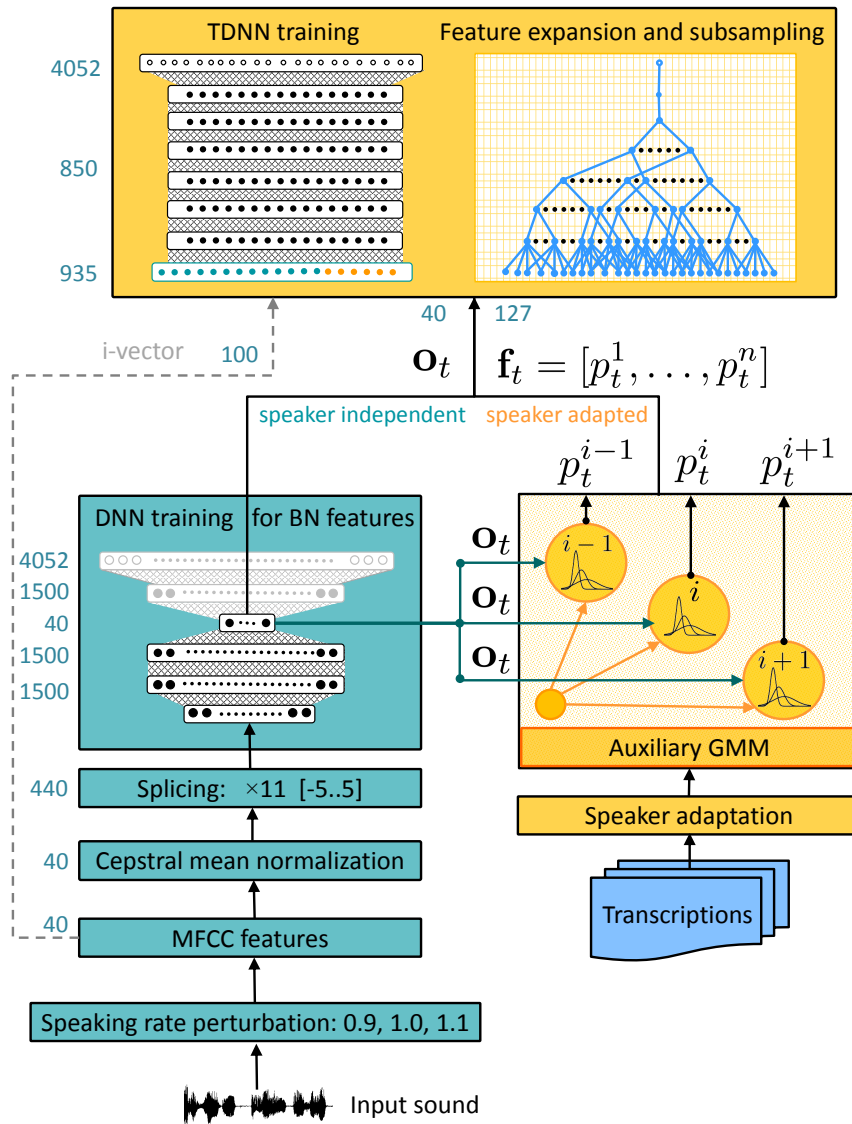 TDNN training
Feature expansion and subsampling
4052
850
935
40
127
i-vector
100
𝐨_t
𝐟_t = [p_t^1, . . . , p_t^n]
speaker independent
speaker adapted
p_t^{i−1}
p_t^i
p_t^{i+1}
DNN training for BN features
4052
1500
40
1500
1500
𝐨_t
𝐨_t
𝐨_t
i − 1
i
i + 1
Auxiliary GMM
440
Splicing: ×11 [-5..5]
Speaker adaptation
40
Cepstral mean normalization
40
MFCC features
Transcriptions
Speaking rate perturbation: 0.9, 1.0, 1.1
Input sound